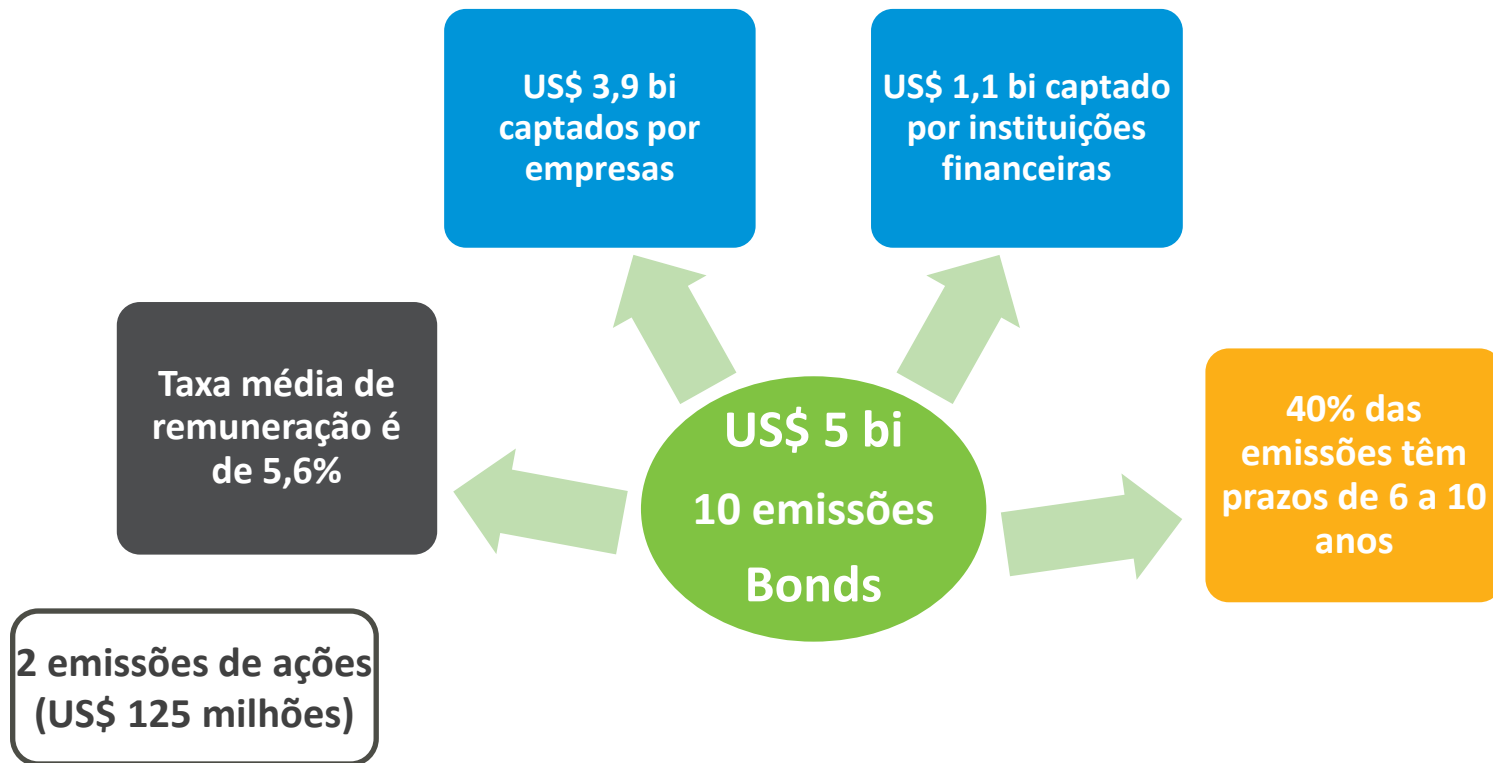 US$ 3,9 bi
captados por
empresas
US$ 1,1 bi captado
por instituições
financeiras
Taxa média de
remuneração é
de 5,6%
US$ 5 bi
10 emissões
Bonds
40% das
emissões têm
prazos de 6 a 10
anos
2 emissões de ações
(US$ 125 milhões)